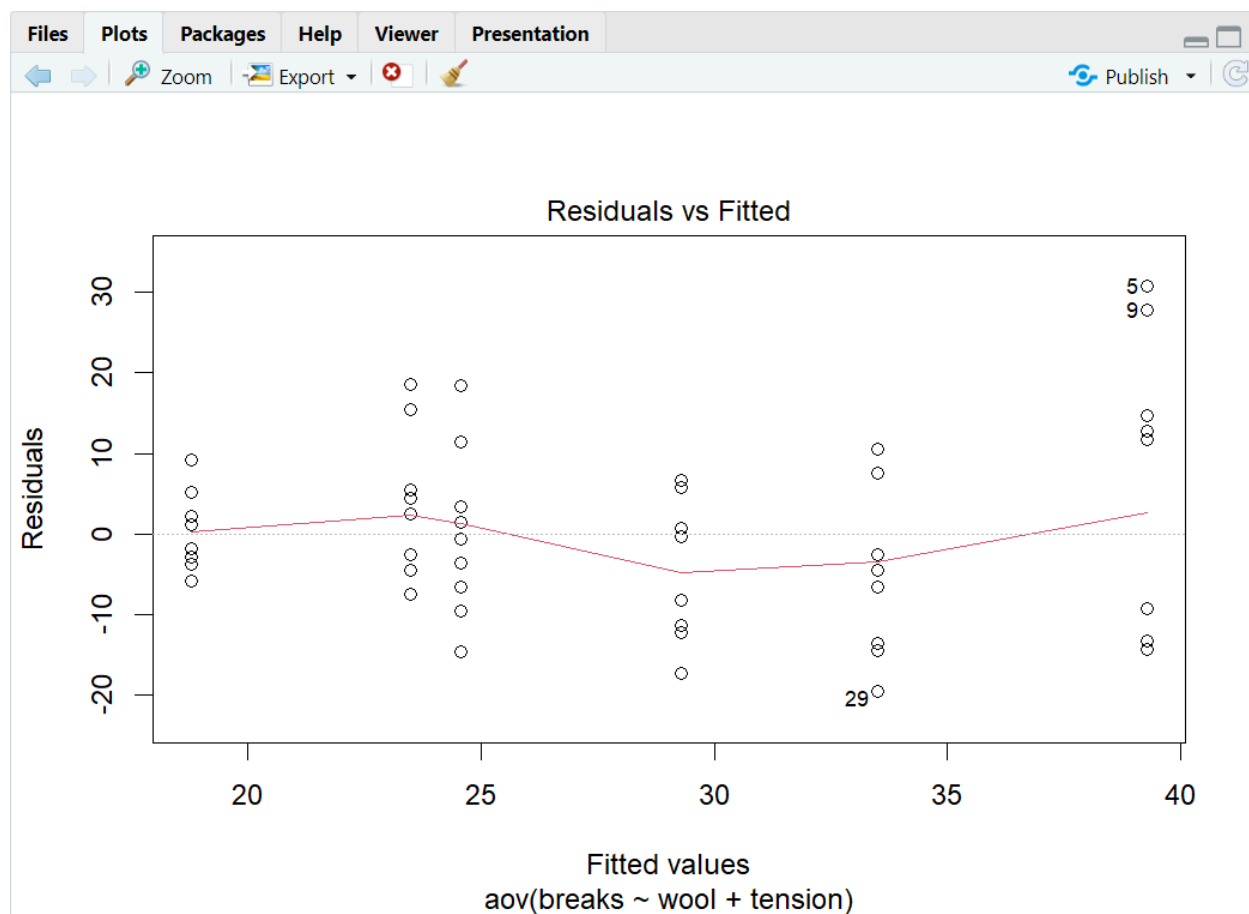 Files Plots Packages Help Viewer Presentation
Zoom Export Publish
Residuals vs Fitted
30
20
10
0
-10
-20
Residuals
5
9
29
20 25 30 35 40
Fitted values
aov(breaks ~ wool + tension)